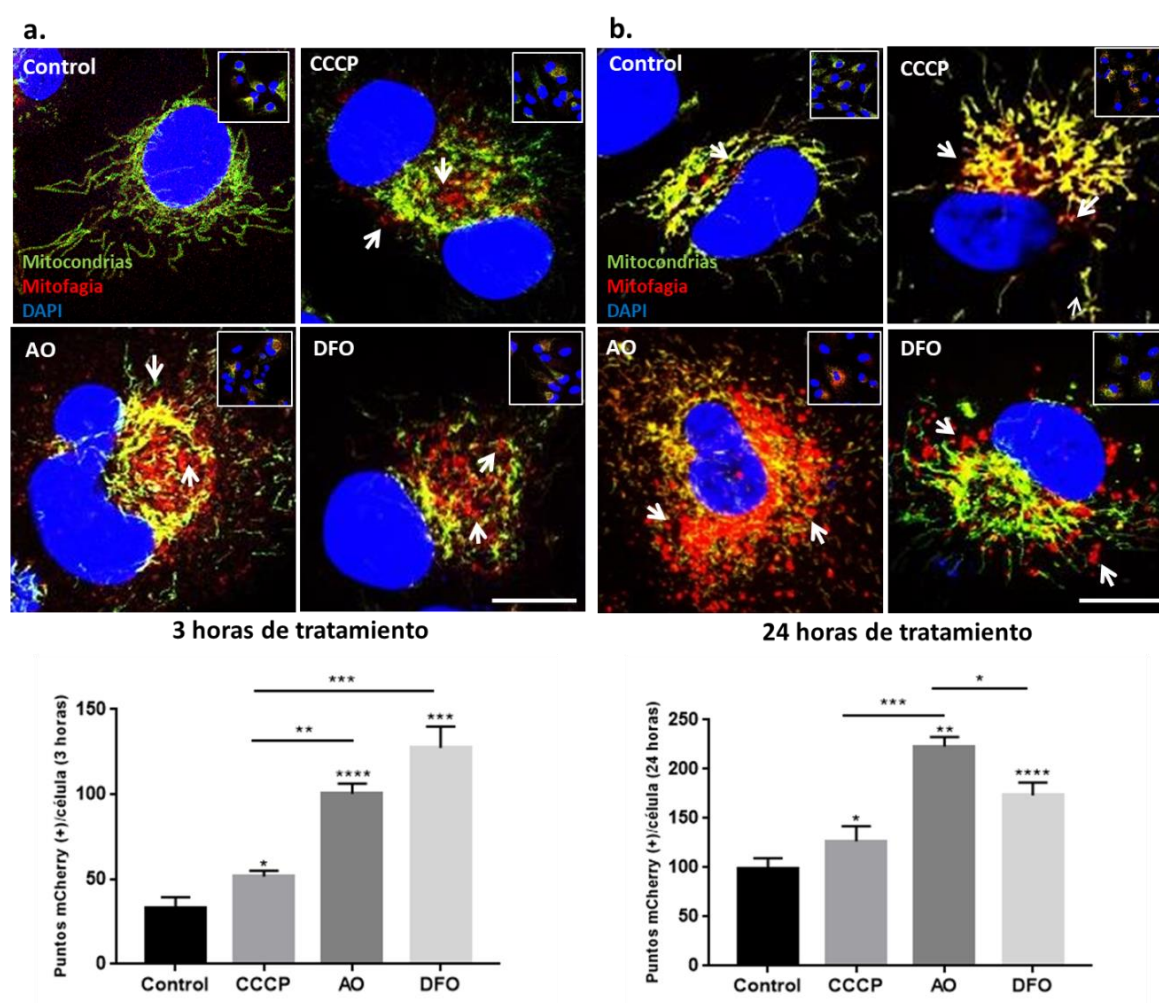 a.
Control
Mitocondrias
Mitofagia
DAPI
CCCP
AO
DFO
3 horas de tratamiento
b.
Control
Mitocondrias
Mitofagia
DAPI
CCCP
AO
DFO
24 horas de tratamiento
Puntos mCherry (+)/célula (3 horas)
150
100
50
0
***
**
*
****
***
Control CCCP AO DFO
Puntos mCherry (+)/célula (24 horas)
250
200
150
100
50
0
*
***
*
**
****
Control CCCP AO DFO